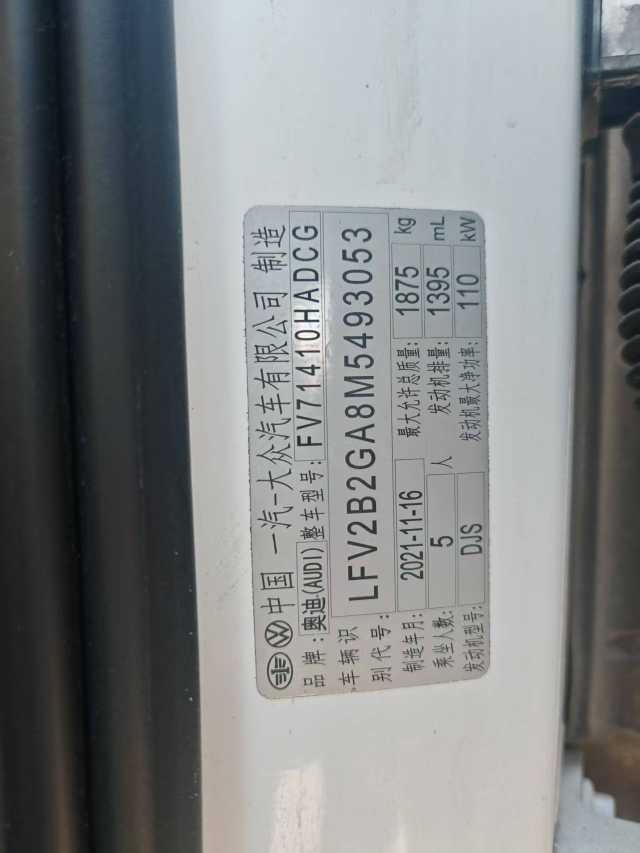 中国 一汽-大众汽车有限公司 制造
品牌: 奥迪(AUDI) 整车型号: FV71410HADCG
车辆识别代号: LFV2B2GA8M5493053
制造年月: 2021-11-16 最大允许总质量: 1875 kg
乘坐人数: 5 人 发动机排量: 1395 mL
发动机型号: DJS 发动机最大净功率: 110 kW